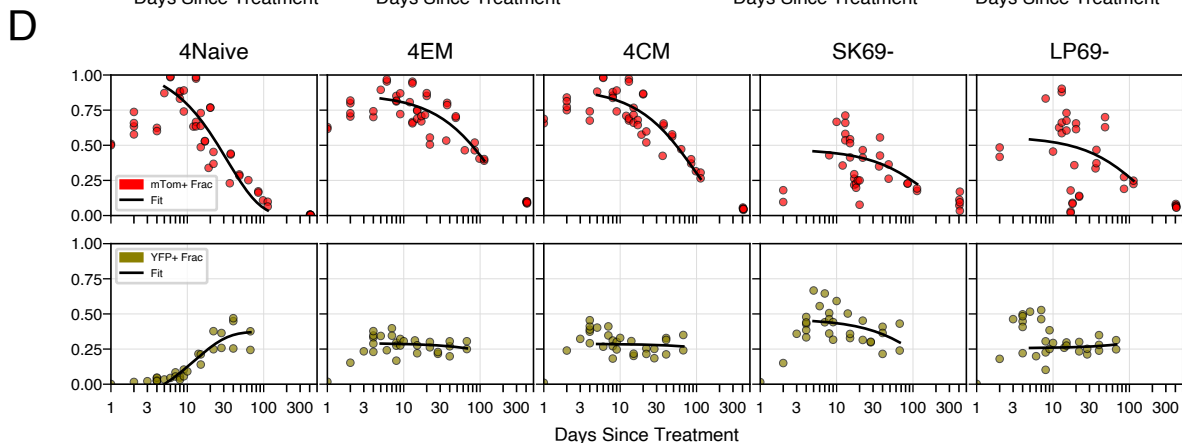 Days Since Treatment Days Since Treatment Days Since Treatment Days Since Treatment
D
4Naive 4EM 4CM SK69- LP69-
1.00
0.75
0.50
0.25
0.00
mTom+ Frac
Fit
1.00
0.75
0.50
0.25
0.00
YFP+ Frac
Fit
1 3 10 30 100 300 1 3 10 30 100 300 1 3 10 30 100 300 1 3 10 30 100 300 1 3 10 30 100 300
Days Since Treatment